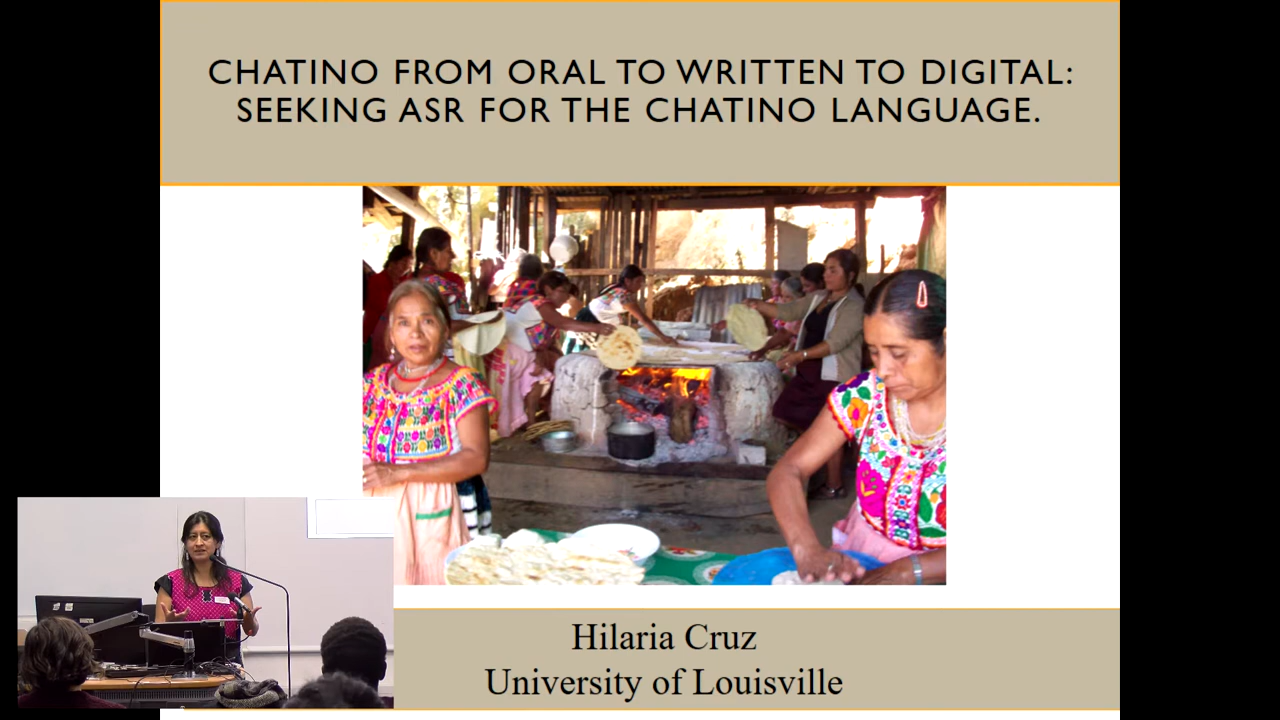 CHATINO FROM ORAL TO WRITTEN TO DIGITAL:
SEEKING ASR FOR THE CHATINO LANGUAGE.
Hilaria Cruz
University of Louisville